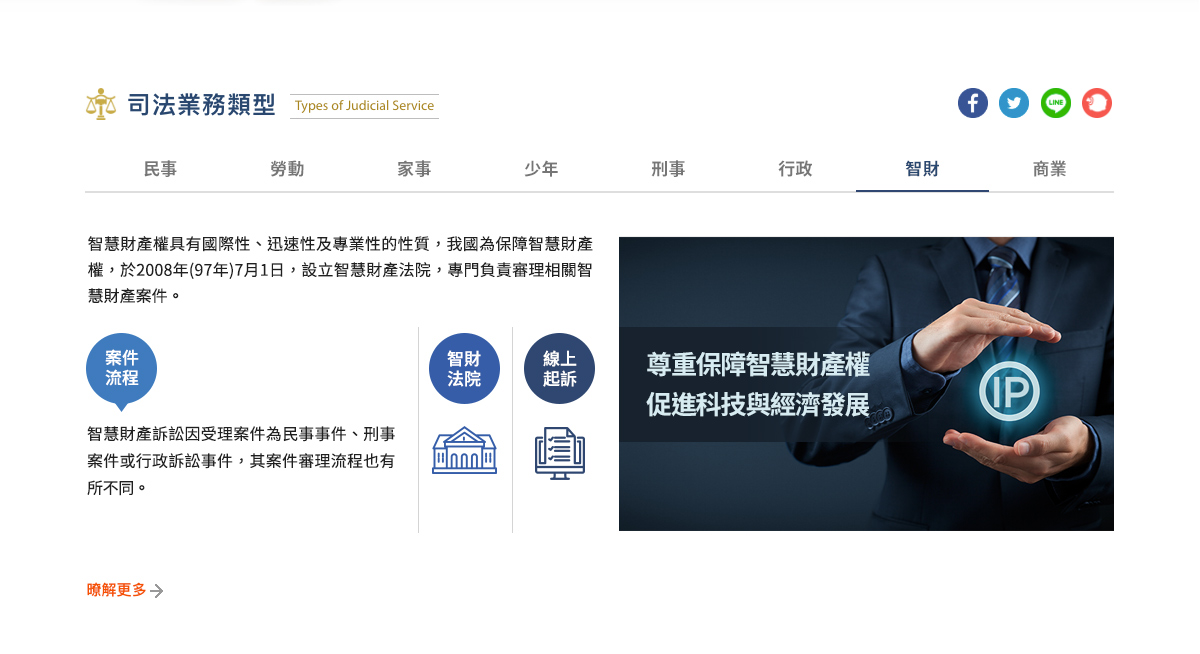 司法業務類型
Types of Judicial Service
LINE
民事
勞動
家事
少年
刑事
行政
智財
商業
智慧財產權具有國際性、迅速性及專業性的性質，我國為保障智慧財產
權，於2008年(97年)7月1日，設立智慧財產法院，專門負責審理相關智
慧財產案件。
案件
流程
智慧財產訴訟因受理案件為民事事件、刑事
案件或行政訴訟事件，其案件審理流程也有
所不同。
智財
法院
線上
起訴
尊重保障智慧財產權
促進科技與經濟發展
IP
暸解更多